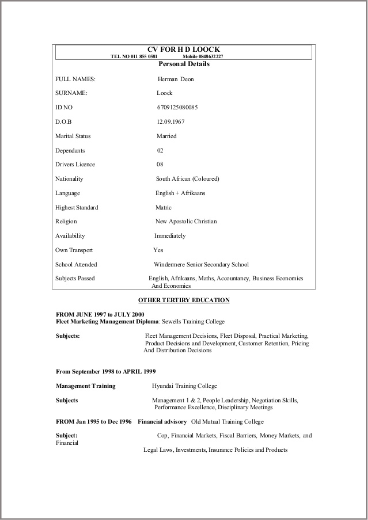 CV FOR H D LOOCK
TEL NO 011 855 1681 Mobile 0848632227
Personal Details
FULL NAMES: Herman Deon
SURNAME: Loock
ID NO 6709125080085
D.O.B 12.09.1967
Marital Status Married
Dependants 02
Drivers Licence 08
Nationality South African (Coloured)
Language English + Afrikaans
Highest Standard Matric
Religion New Apostolic Christian
Availability Immediately
Own Transport Yes
School Attended Windermere Senior Secondary School
Subjects Passed English, Afrikaans, Maths, Accountancy, Business Economics
And Economics
OTHER TERTIRY EDUCATION
FROM JUNE 1997 to JULY 2000
Fleet Marketing Management Diploma: Sewells Training College
Subjects: Fleet Management Decisions, Fleet Disposal, Practical Marketing,
Product Decisions and Development, Customer Retention, Pricing
And Distribution Decisions
From September 1998 to APRIL 1999
Management Training Hyundai Training College
Subjects Management 1 & 2, People Leadership, Negotiation Skills,
Performance Excellence, Disciplinary Meetings
FROM Jan 1995 to Dec 1996 Financial advisory Old Mutual Training College
Subject: Cop, Financial Markets, Fiscal Barriers, Money Markets, and
Financial
Legal Laws, Investments, Insurance Policies and Products